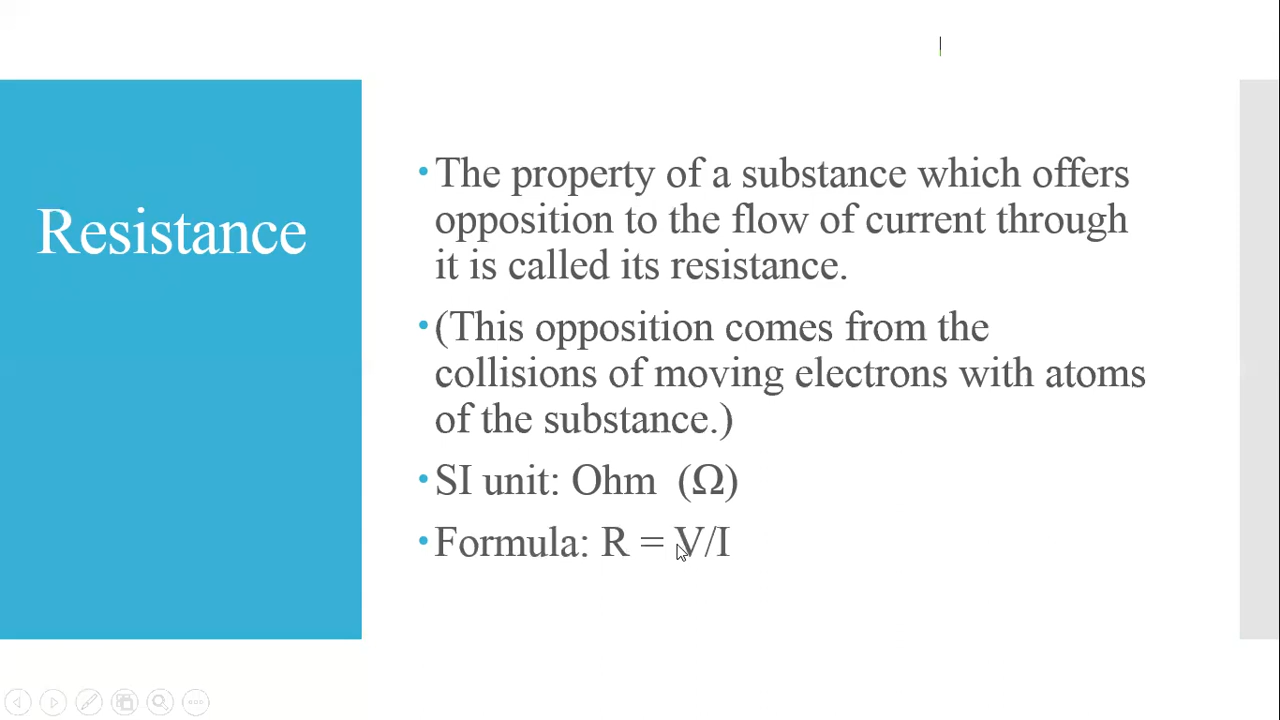 Resistance
•The property of a substance which offers
opposition to the flow of current through
it is called its resistance.
•(This opposition comes from the
collisions of moving electrons with atoms
of the substance.)
•SI unit: Ohm  (Ω)
•Formula: R = V/I